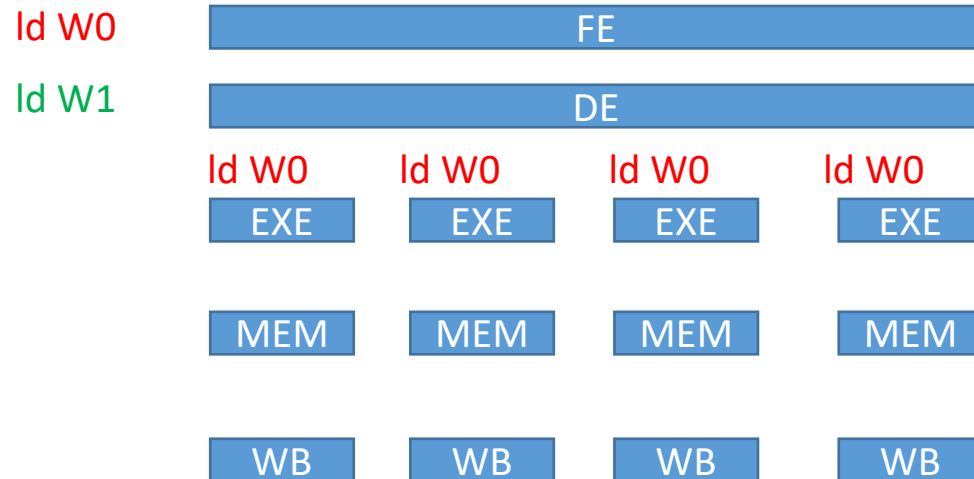 ld W0 FE
ld W1 DE
ld W0 ld W0 ld W0 ld W0
EXE EXE EXE EXE
MEM MEM MEM MEM
WB WB WB WB